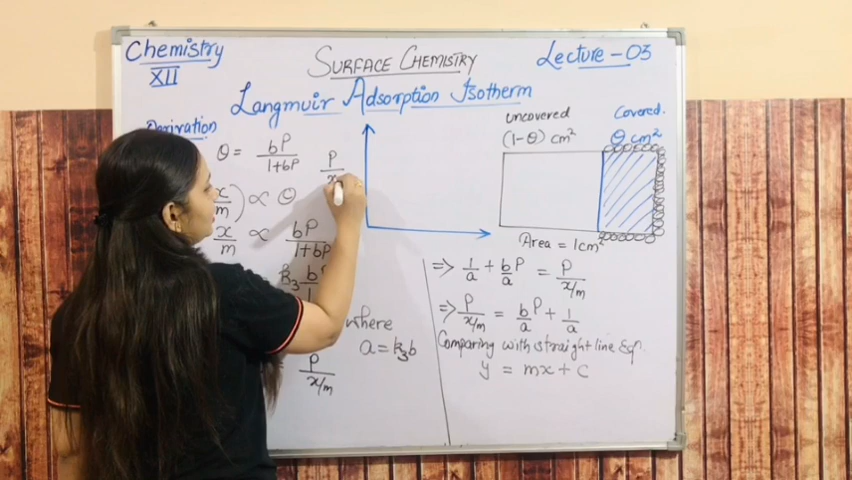 Chemistry
XII
SURFACE CHEMISTRY
Lecture - 03
Langmuir Adsorption Isotherm
Derivation
θ = bP / 1+bP
x/m) ∝ θ
x/m ∝ bP / 1+bP
k3 b
where
a = k3b
P / x/m
P
x
uncovered
(1-θ) cm²
Covered.
θ cm²
Area = 1cm²
=> 1/a + b/a P = P / x/m
=> P / x/m = b/a P + 1/a
Comparing with straight line Eqn.
y = mx + c